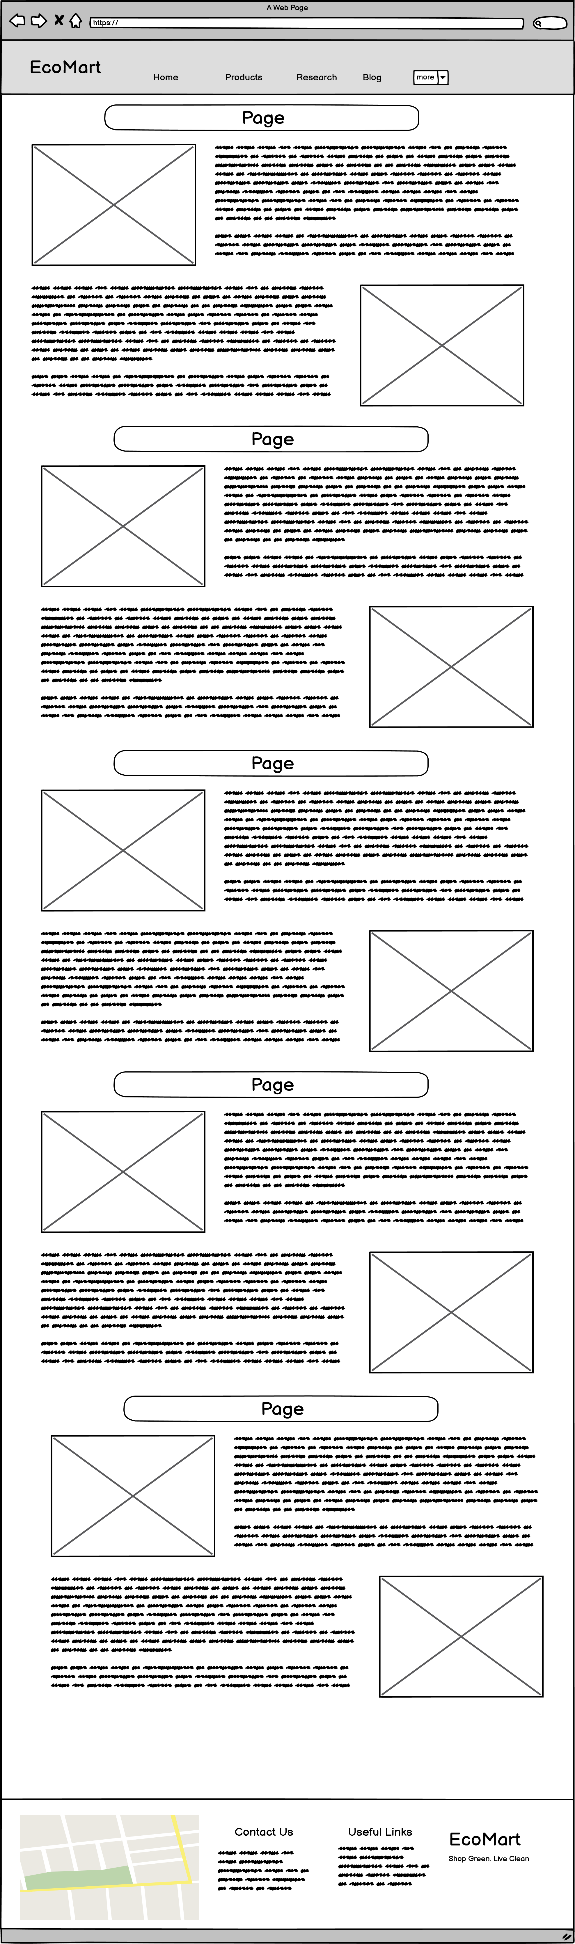 A Web Page
https://
EcoMart
Home Products Research Blog more
Page
Page
Page
Page
Page
Contact Us
Useful Links
EcoMart
Shop Green. Live Clean